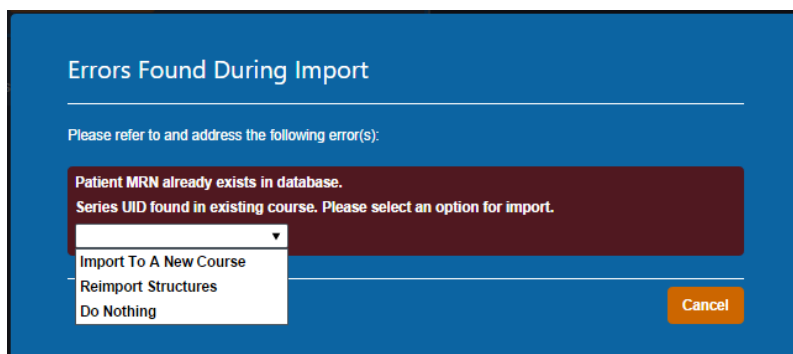 Errors Found During Import
Please refer to and address the following error(s):
Patient MRN already exists in database.
Series UID found in existing course. Please select an option for import.
Import To A New Course
Reimport Structures
Do Nothing
Cancel